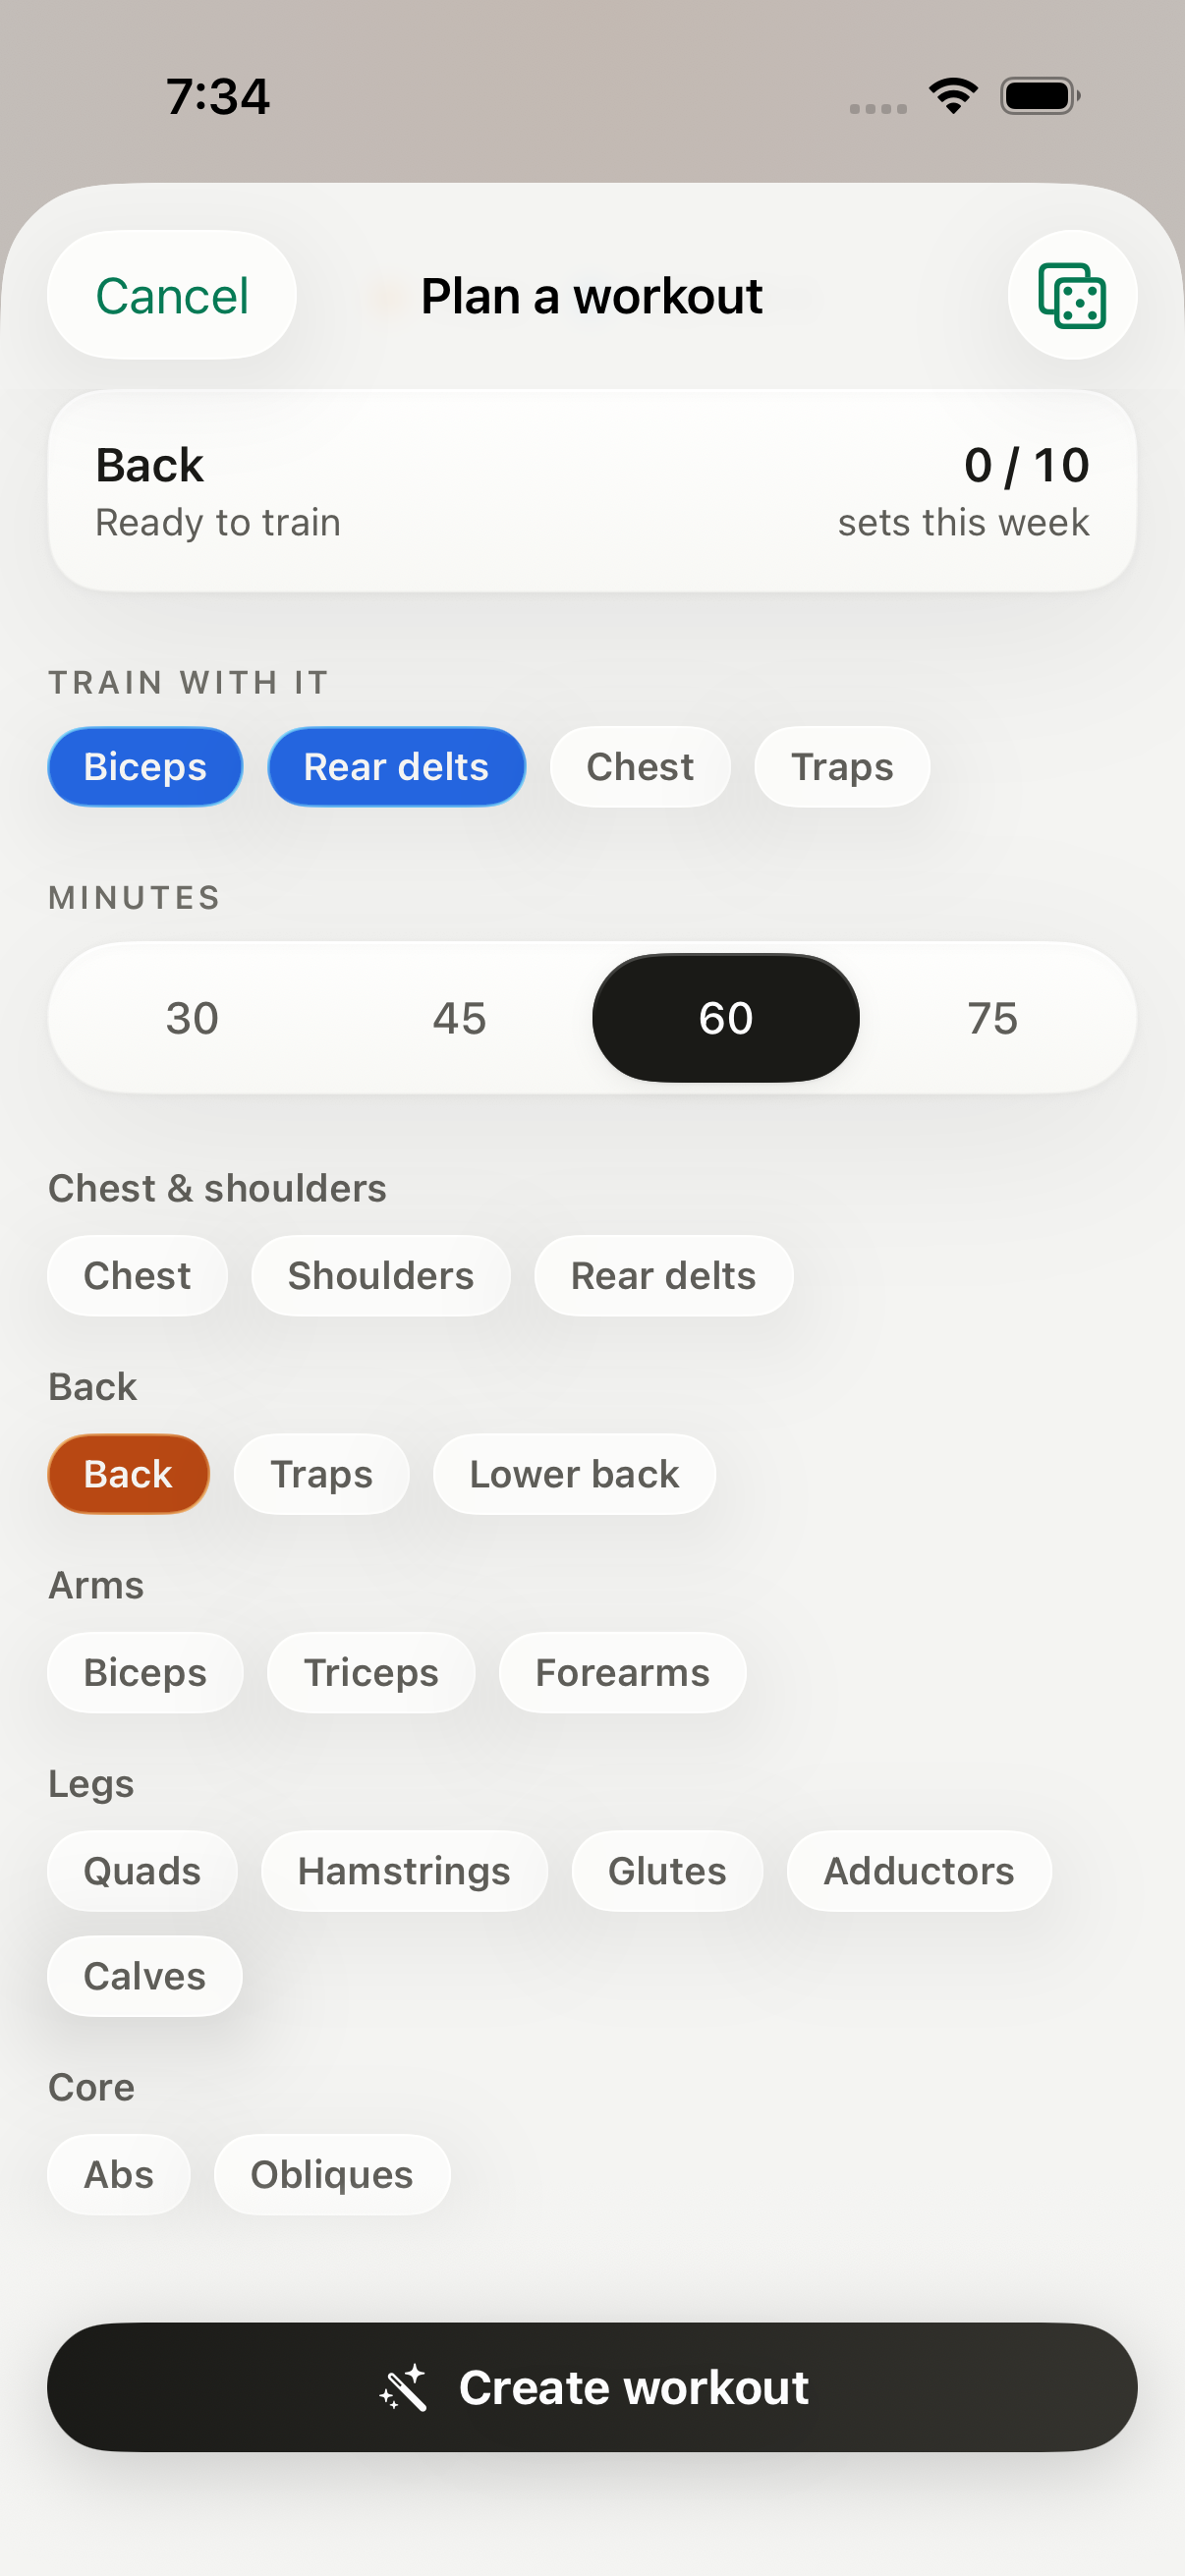 7:34
Cancel
Plan a workout
Back
0 / 10
Ready to train
sets this week
TRAIN WITH IT
Biceps
Rear delts
Chest
Traps
MINUTES
30
45
60
75
Chest & shoulders
Chest
Shoulders
Rear delts
Back
Back
Traps
Lower back
Arms
Biceps
Triceps
Forearms
Legs
Quads
Hamstrings
Glutes
Adductors
Calves
Core
Abs
Obliques
Create workout